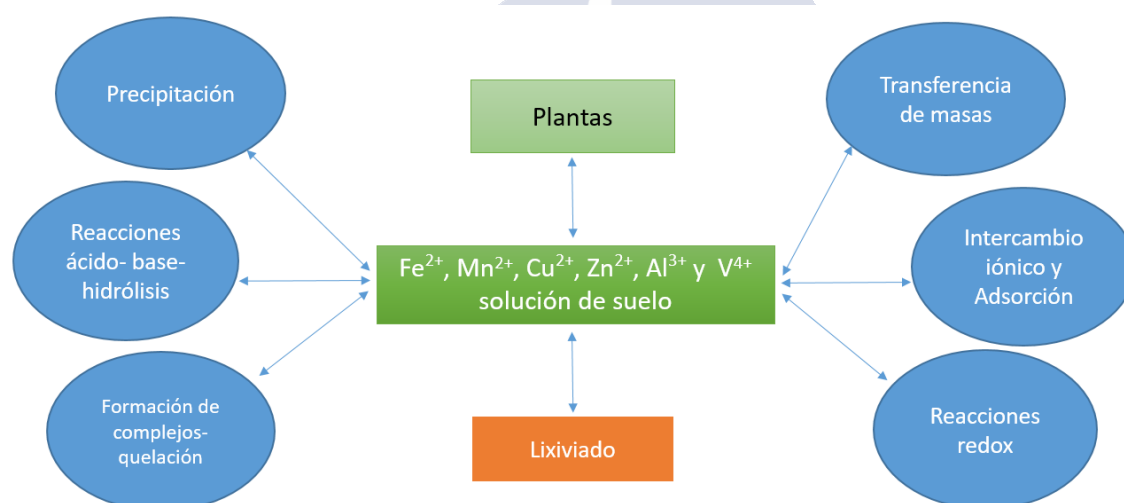 Precipitación
Plantas
Transferencia
de masas
Reacciones
ácido- base-
hidrólisis
Fe²⁺, Mn²⁺, Cu²⁺, Zn²⁺, Al³⁺ y V⁴⁺
solución de suelo
Intercambio
iónico y
Adsorción
Formación de
complejos-
quelación
Lixiviado
Reacciones
redox